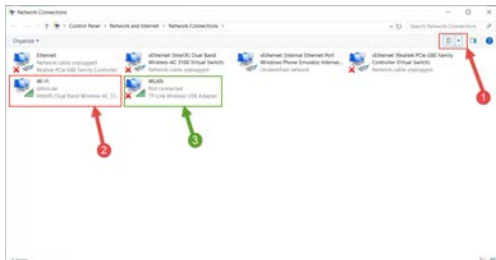 Network Connections
Control Panel > Network and Internet > Network Connections >
Search Network Connections
Organize
Ethernet
Network cable unplugged
Realtek PCIe GBE Family Controller
vEthernet (Intel(R) Dual Band
Wireless-AC 3160 Virtual Switch)
Network cable unplugged
vEthernet (Internal Ethernet Port
Windows Phone Emulator Internal...
Unidentified network
vEthernet (Realtek PCIe GBE Family
Controller Virtual Switch)
Network cable unplugged
Wi-Fi
Intel(R) Dual Band Wireless-AC 31...
WLAN
Not connected
TP-Link Wireless USB Adapter
1
2
3